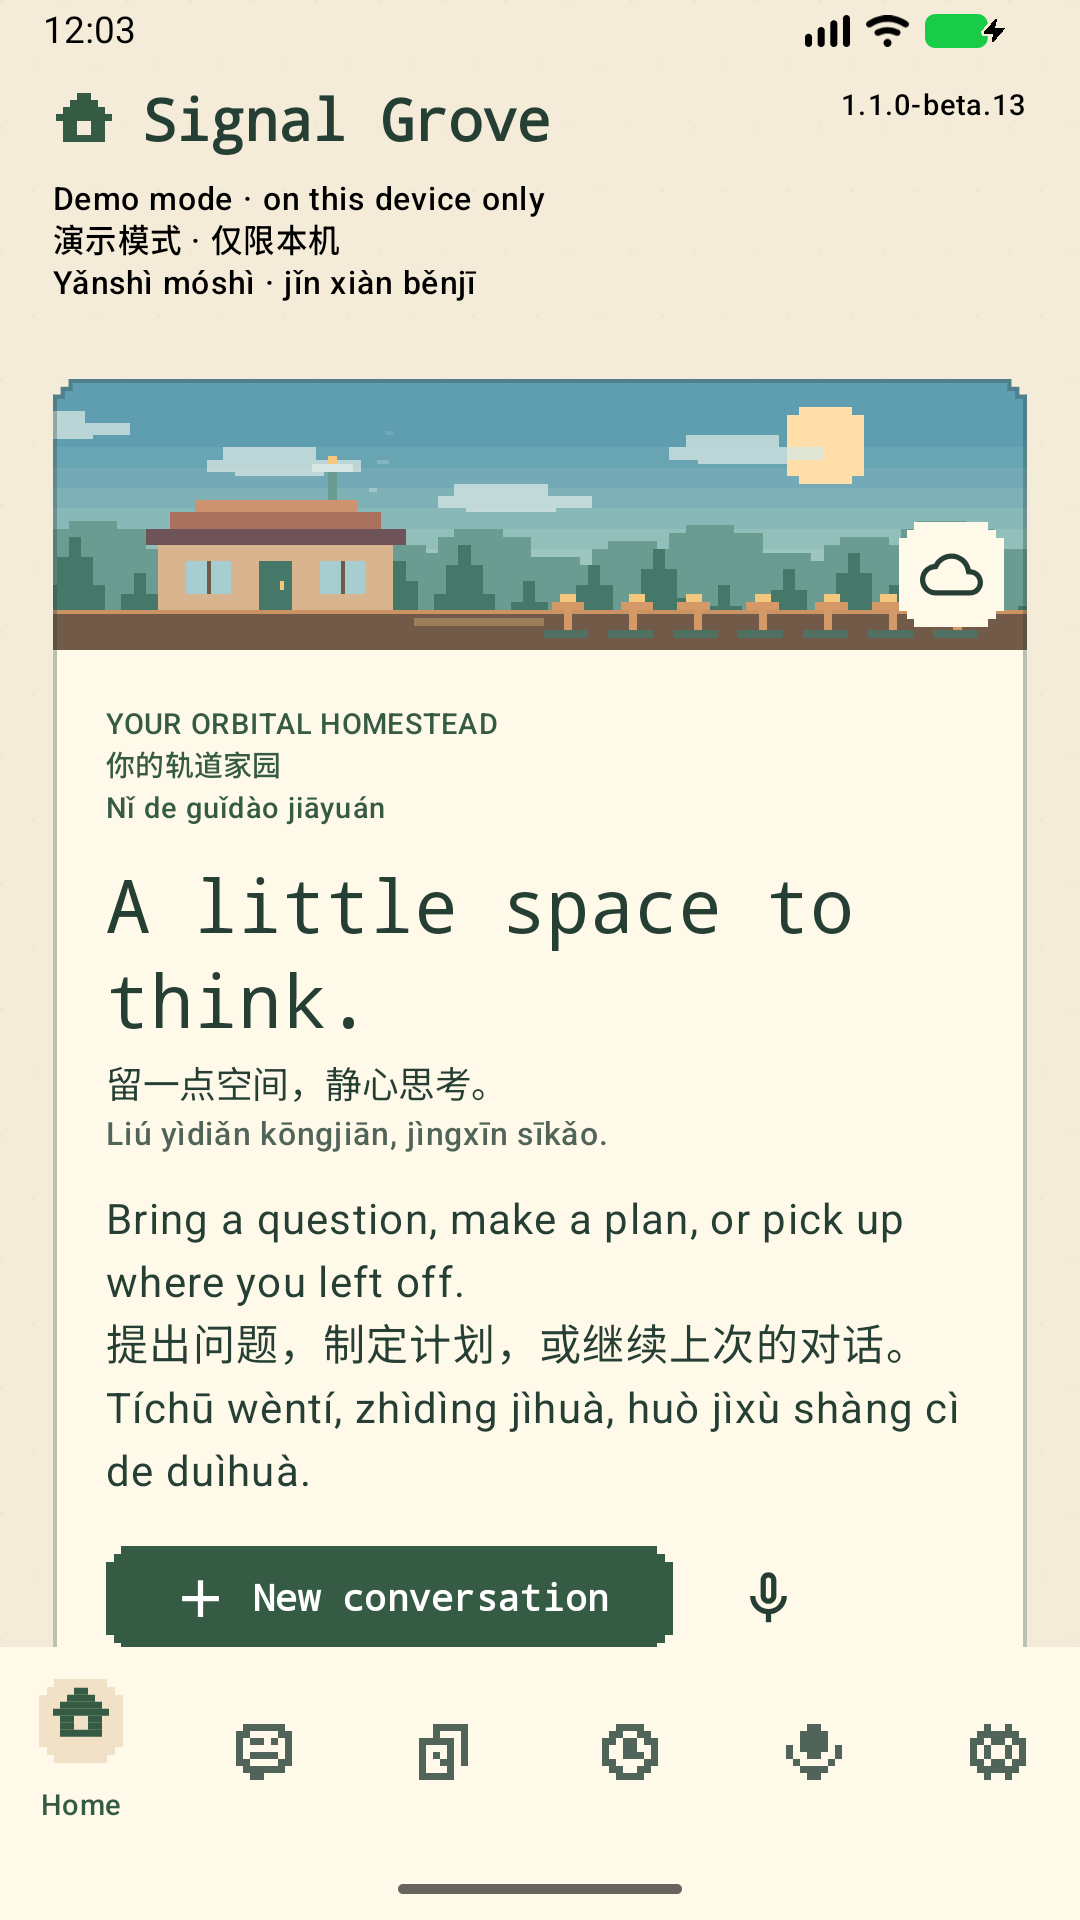 12:03
Signal Grove
1.1.0-beta.13
Demo mode · on this device only
演示模式 · 仅限本机
Yǎnshì móshì · jǐn xiàn běnjī
YOUR ORBITAL HOMESTEAD
你的轨道家园
Nǐ de guǐdào jiāyuán
A little space to
think.
留一点空间，静心思考。
Liú yìdiǎn kōngjiān, jìngxīn sīkǎo.
Bring a question, make a plan, or pick up
where you left off.
提出问题，制定计划，或继续上次的对话。
Tíchū wèntí, zhìdìng jìhuà, huò jìxù shàng cì
de duìhuà.
New conversation
Home